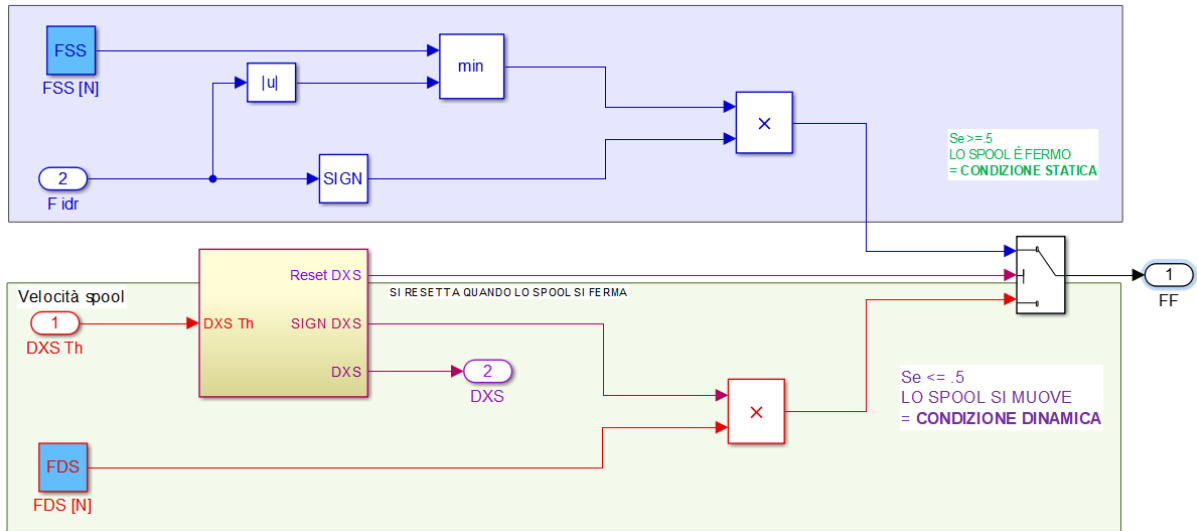 FSS
FSS [N]
|u|
min
×
2
F idr
SIGN
Se >=.5
LO SPOOL È FERMO
= CONDIZIONE STATICA
Reset DXS
SI RESETTA QUANDO LO SPOOL SI FERMA
1
FF
Velocità spool
1
DXS Th
DXS Th
SIGN DXS
DXS
2
DXS
×
Se <= .5
LO SPOOL SI MUOVE
= CONDIZIONE DINAMICA
FDS
FDS [N]